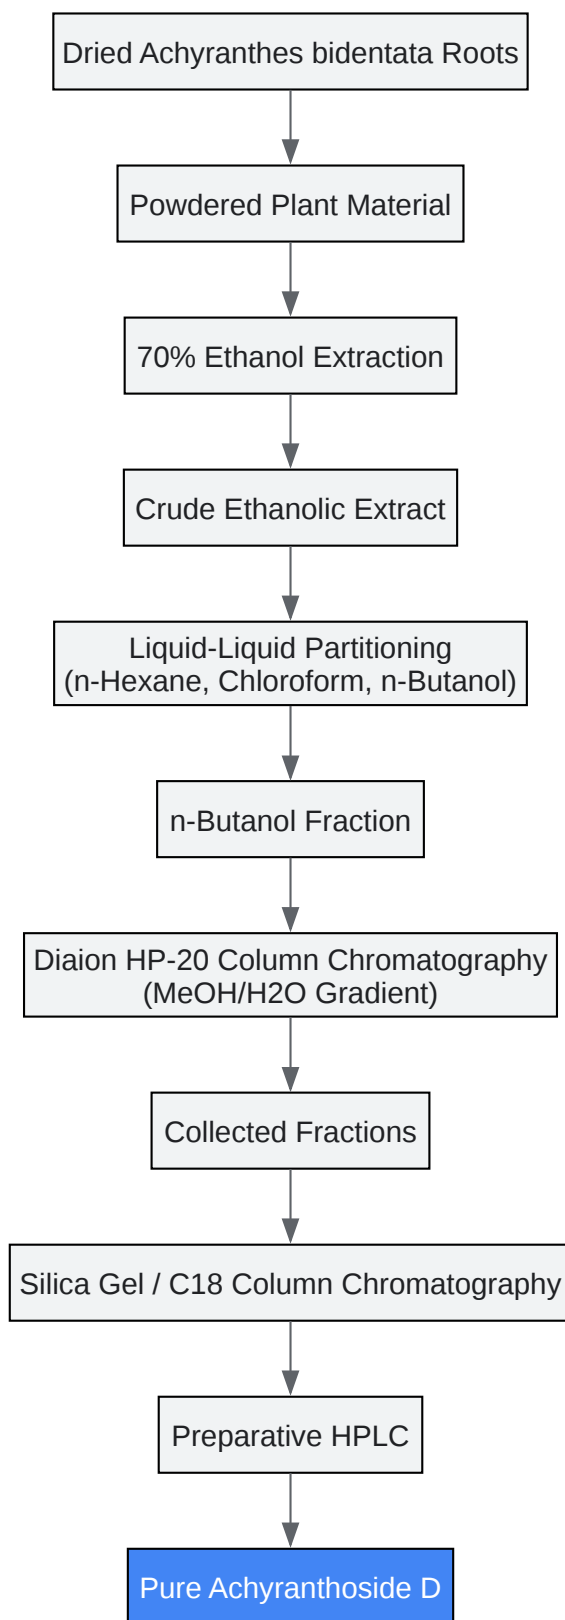 Dried Achyranthes bidentata Roots
Powdered Plant Material
70% Ethanol Extraction
Crude Ethanolic Extract
Liquid-Liquid Partitioning
(n-Hexane, Chloroform, n-Butanol)
n-Butanol Fraction
Diaion HP-20 Column Chromatography
(MeOH/H2O Gradient)
Collected Fractions
Silica Gel / C18 Column Chromatography
Preparative HPLC
Pure Achyranthoside D